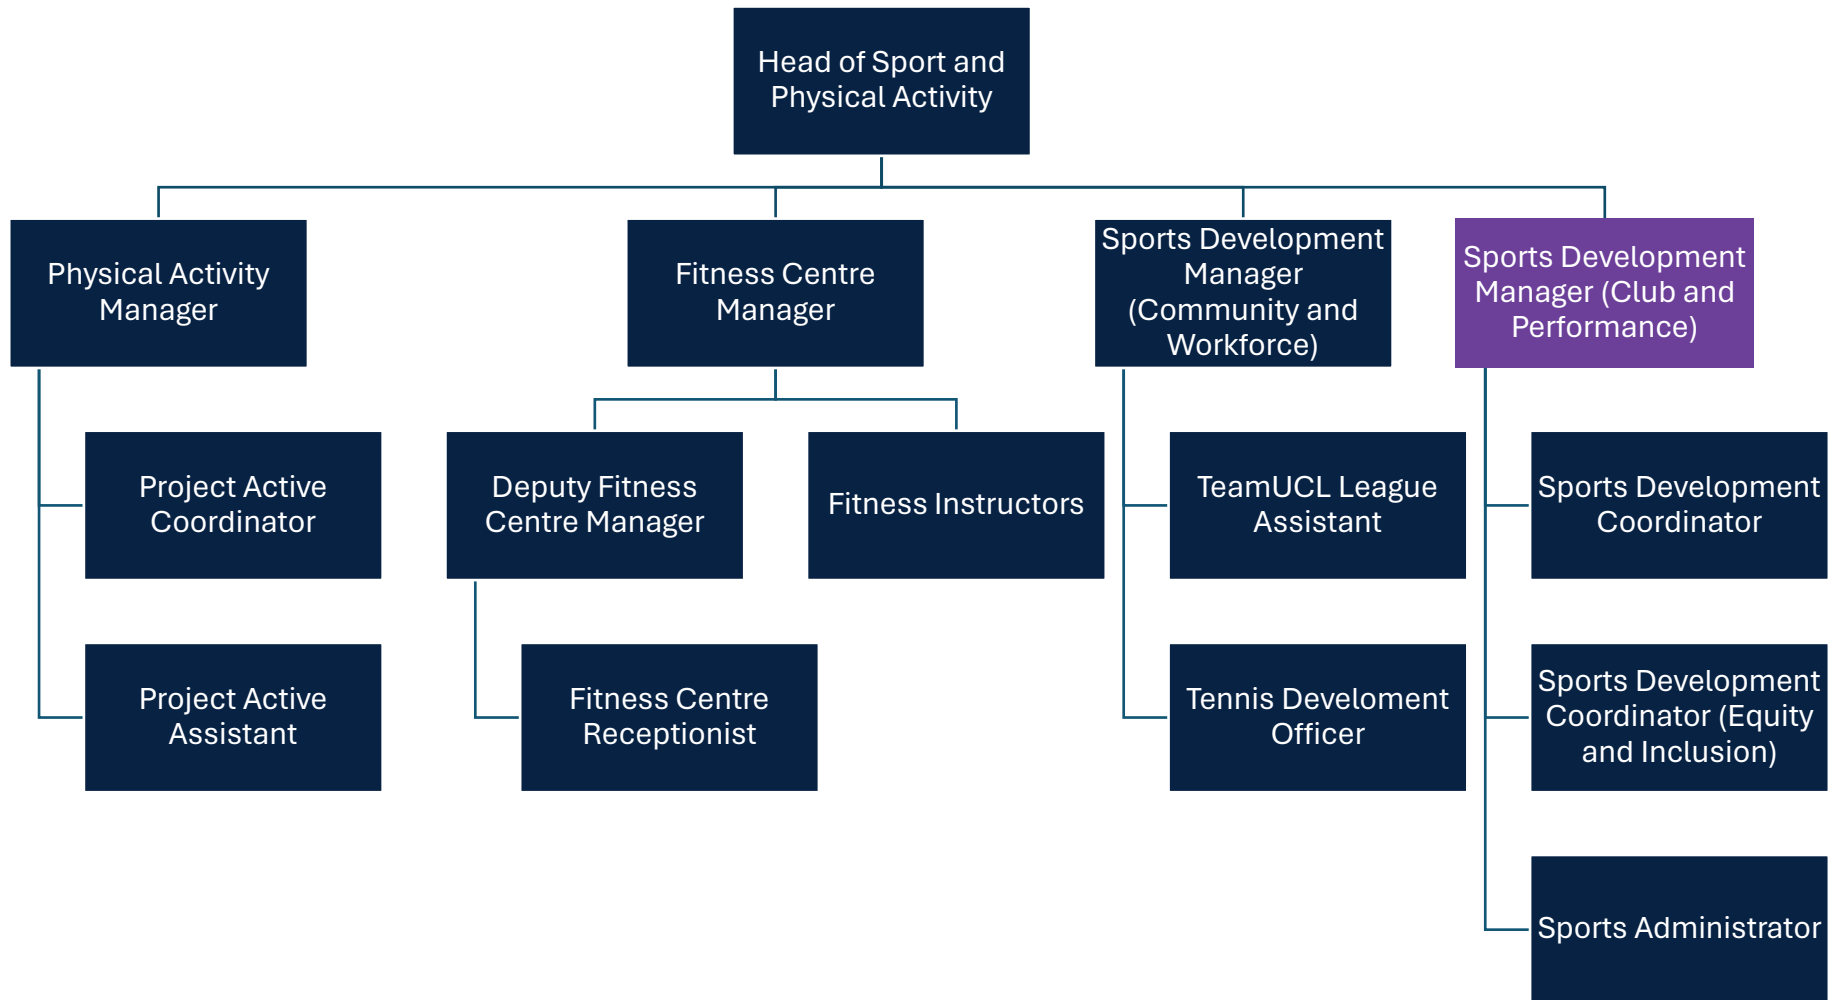 Head of Sport and
Physical Activity
Physical Activity
Manager
Fitness Centre
Manager
Sports Development
Manager
(Community and
Workforce)
Sports Development
Manager (Club and
Performance)
Project Active
Coordinator
Deputy Fitness
Centre Manager
Fitness Instructors
TeamUCL League
Assistant
Sports Development
Coordinator
Project Active
Assistant
Fitness Centre
Receptionist
Tennis Develoment
Officer
Sports Development
Coordinator (Equity
and Inclusion)
Sports Administrator